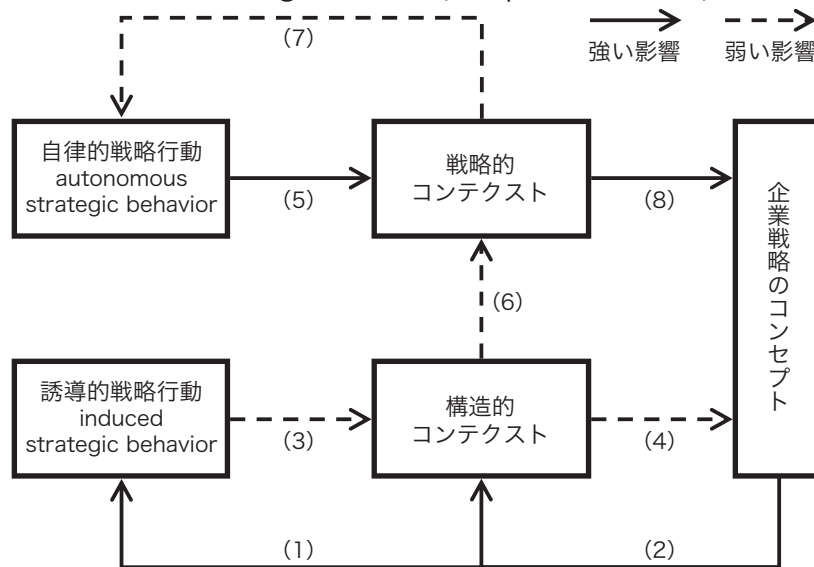 (7)
強い影響
弱い影響
自律的戦略行動
autonomous
strategic behavior
(5)
戦略的
コンテクスト
(8)
企業戦略のコンセプト
(6)
誘導的戦略行動
induced
strategic behavior
(3)
構造的
コンテクスト
(4)
(1)
(2)